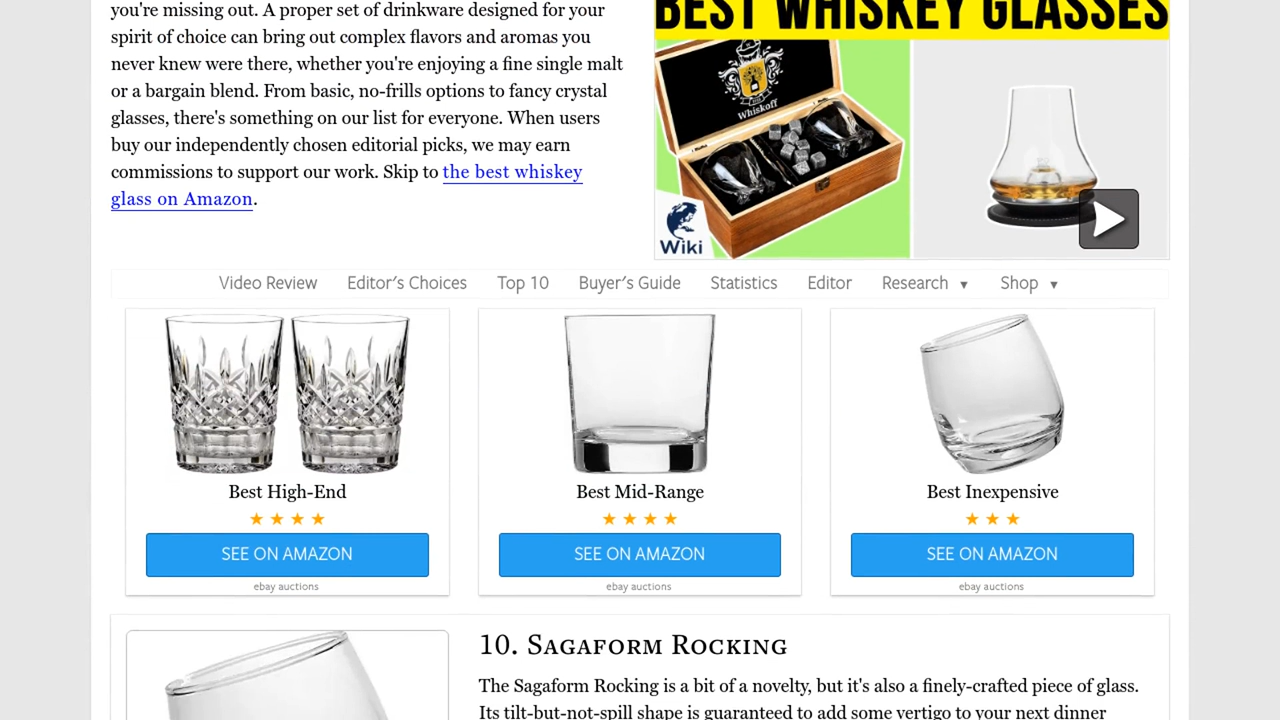 you're missing out. A proper set of drinkware designed for your
spirit of choice can bring out complex flavors and aromas you
never knew were there, whether you're enjoying a fine single malt
or a bargain blend. From basic, no-frills options to fancy crystal
glasses, there's something on our list for everyone. When users
buy our independently chosen editorial picks, we may earn
commissions to support our work. Skip to the best whiskey
glass on Amazon.
BEST WHISKEY GLASSES
Whiskoff
Wiki
Video Review Editor's Choices Top 10 Buyer's Guide Statistics Editor Research ▼ Shop ▼
Best High-End
★ ★ ★ ★
SEE ON AMAZON
ebay auctions
Best Mid-Range
★ ★ ★ ★
SEE ON AMAZON
ebay auctions
Best Inexpensive
★ ★ ★
SEE ON AMAZON
ebay auctions
10. Sagaform Rocking
The Sagaform Rocking is a bit of a novelty, but it's also a finely-crafted piece of glass.
Its tilt-but-not-spill shape is guaranteed to add some vertigo to your next dinner